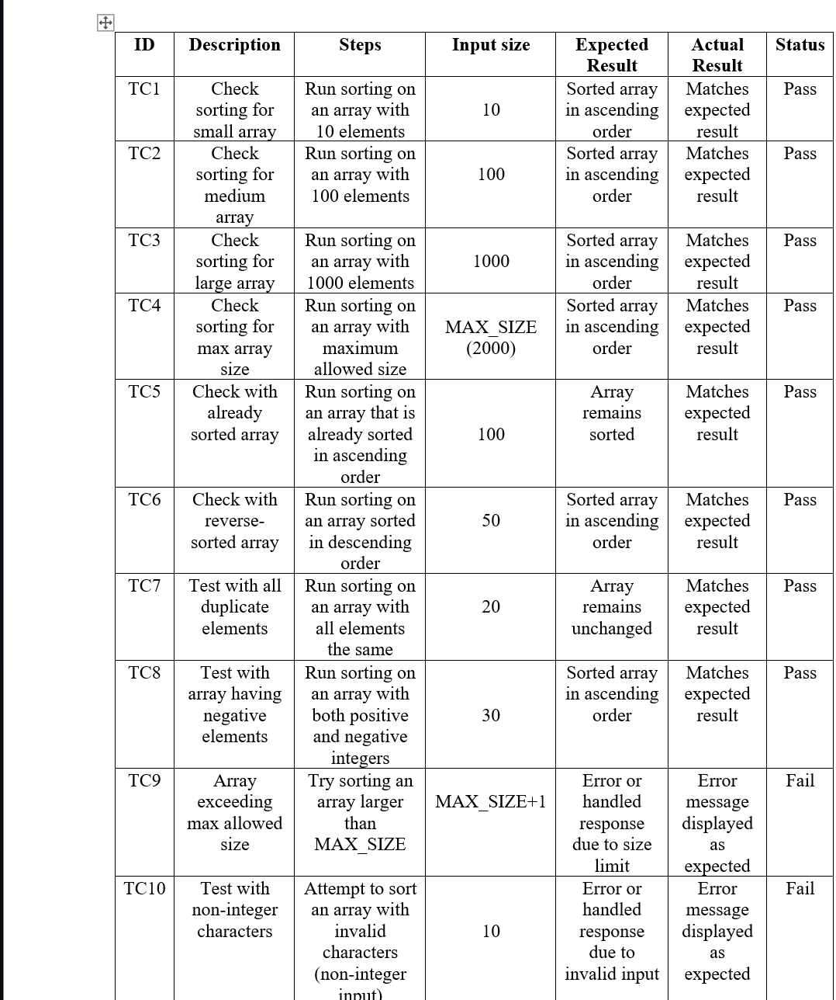 ID Description Steps Input size Expected Result Actual Result Status
TC1 Check sorting for small array Run sorting on an array with 10 elements 10 Sorted array in ascending order Matches expected result Pass
TC2 Check sorting for medium array Run sorting on an array with 100 elements 100 Sorted array in ascending order Matches expected result Pass
TC3 Check sorting for large array Run sorting on an array with 1000 elements 1000 Sorted array in ascending order Matches expected result Pass
TC4 Check sorting for max array size Run sorting on an array with maximum allowed size MAX_SIZE (2000) Sorted array in ascending order Matches expected result Pass
TC5 Check with already sorted array Run sorting on an array that is already sorted in ascending order 100 Array remains sorted Matches expected result Pass
TC6 Check with reverse-sorted array Run sorting on an array sorted in descending order 50 Sorted array in ascending order Matches expected result Pass
TC7 Test with all duplicate elements Run sorting on an array with all elements the same 20 Array remains unchanged Matches expected result Pass
TC8 Test with array having negative elements Run sorting on an array with both positive and negative integers 30 Sorted array in ascending order Matches expected result Pass
TC9 Array exceeding max allowed size Try sorting an array larger than MAX_SIZE MAX_SIZE+1 Error or handled response due to size limit Error message displayed as expected Fail
TC10 Test with non-integer characters Attempt to sort an array with invalid characters (non-integer input) 10 Error or handled response due to invalid input Error message displayed as expected Fail